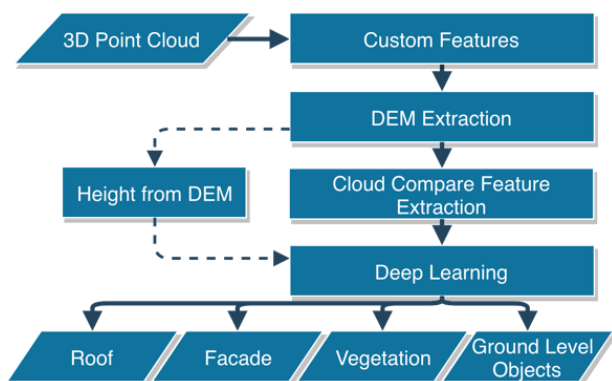 3D Point Cloud
Custom Features
DEM Extraction
Height from DEM
Cloud Compare Feature
Extraction
Deep Learning
Roof
Facade
Vegetation
Ground Level
Objects